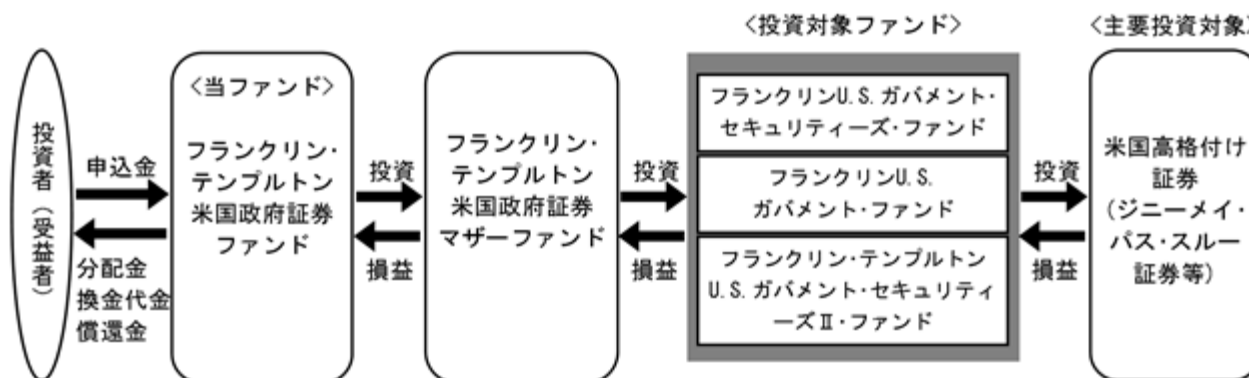 投資者（受益者）
申込金
分配金
換金代金
償還金
〈当ファンド〉
フランクリン・
テンプルトン
米国政府証券
ファンド
投資
損益
フランクリン・
テンプルトン
米国政府証券
マザーファンド
投資
損益
〈投資対象ファンド〉
フランクリンU.S.ガバメント・
セキュリティーズ・ファンド
フランクリンU.S.
ガバメント・ファンド
フランクリン・テンプルトン
U.S.ガバメント・セキュリティ
ーズⅡ・ファンド
投資
損益
〈主要投資対象〉
米国高格付け
証券
(ジニーメイ・
パス・スルー
証券等)